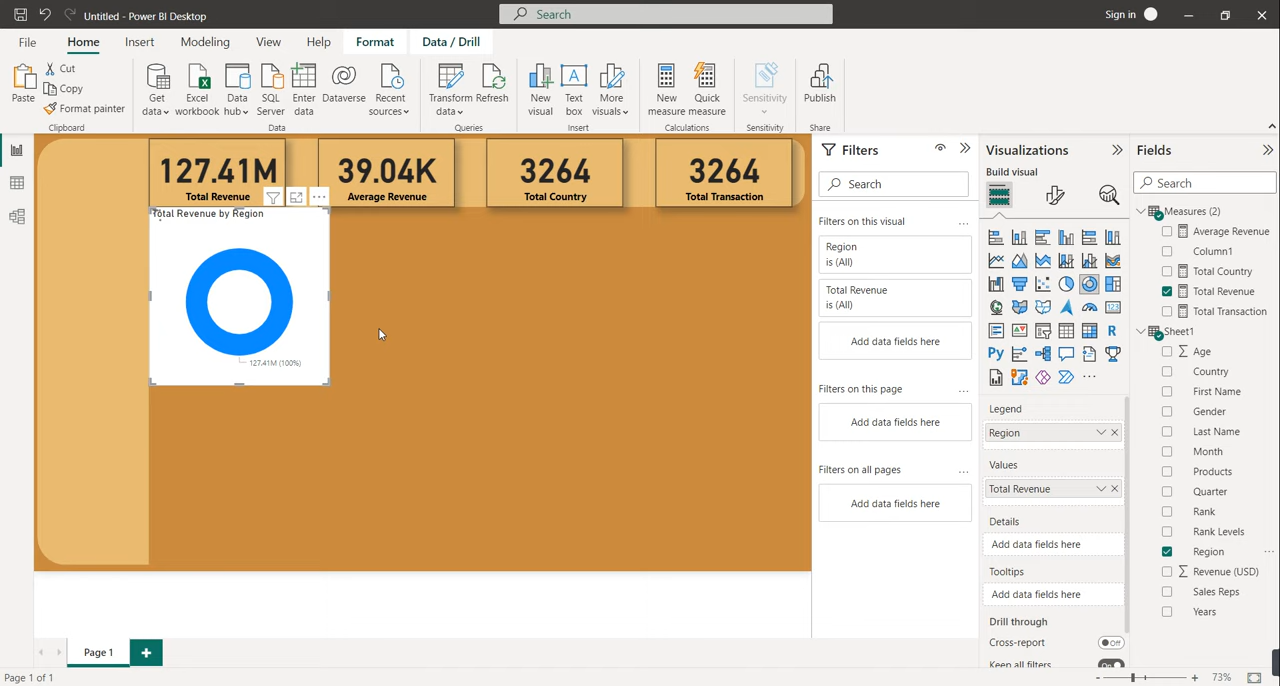 Untitled - Power BI Desktop
Search
Sign in
File
Home
Insert
Modeling
View
Help
Format
Data / Drill
Paste
Cut
Copy
Format painter
Clipboard
Get data
Excel workbook
Data hub
SQL Server
Enter data
Dataverse
Recent sources
Data
Transform data
Refresh
Queries
New visual
Text box
More visuals
Insert
New measure
Quick measure
Calculations
Sensitivity
Sensitivity
Publish
Share
127.41M
Total Revenue
39.04K
Average Revenue
3264
Total Country
3264
Total Transaction
Total Revenue by Region
127.41M (100%)
Filters
Search
Filters on this visual
Region
is (All)
Total Revenue
is (All)
Add data fields here
Filters on this page
Add data fields here
Filters on all pages
Add data fields here
Visualizations
Build visual
123
R
Py
Legend
Region
Values
Total Revenue
Details
Add data fields here
Tooltips
Add data fields here
Drill through
Cross-report
Off
Keep all filters
On
Fields
Search
Measures (2)
Average Revenue
Column1
Total Country
Total Revenue
Total Transaction
Sheet1
Age
Country
First Name
Gender
Last Name
Month
Products
Quarter
Rank
Rank Levels
Region
Revenue (USD)
Sales Reps
Years
Page 1
Page 1 of 1
73%